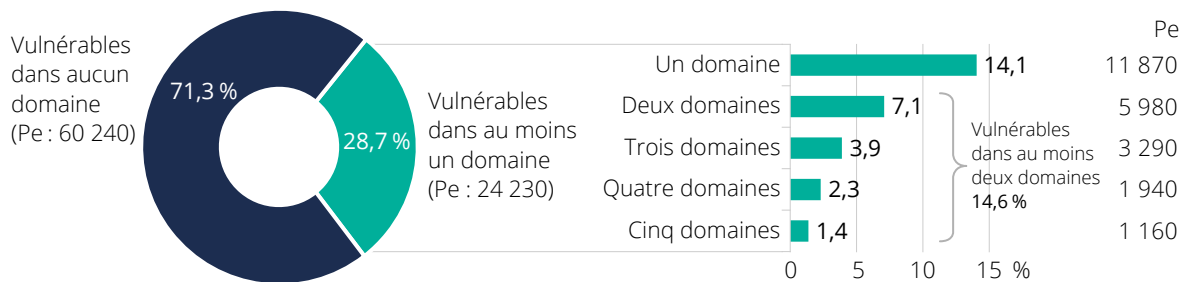 Vulnérables
dans aucun
domaine
(Pe : 60 240)
71,3 %
28,7 %
Vulnérables
dans au moins
un domaine
(Pe : 24 230)
Pe
Un domaine 14,1 11 870
Deux domaines 7,1 5 980
Trois domaines 3,9 3 290
Quatre domaines 2,3 1 940
Cinq domaines 1,4 1 160
Vulnérables
dans au moins
deux domaines
14,6 %
0 5 10 15 %